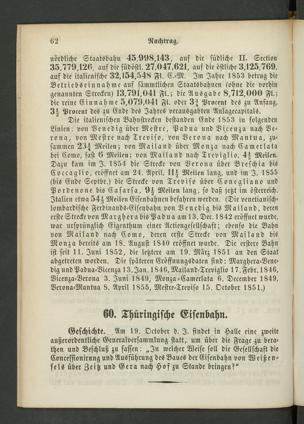 62 Nachtrag.
nördliche Staatsbahn 45,998,143, auf die südliche II. Section
35,779,126, auf die südöstl. 27,047,621, auf die östliche 3,125,769,
auf die italienische 32,154,548 Fl. C.-M. Im Jahre 1853 betrug die
Betriebseinnahme auf sämmtlichen Staatsbahnen (ohne die vorhin
genannten Strecken) 13,791,041 Fl.; die Ausgabe 8,712,000 Fl.;
die reine Einnahme 5,079,041 Fl. oder 3¾ Procent des zu Anfang,
3½ Procent des zu Ende des Jahres verausgabten Anlagecapitals.
Die italienischen Bahnstrecken bestanden Ende 1853 in folgenden
Linien: von Venedig über Mestre, Padua und Vicenza nach Ve-
rona, von Mestre nach Treviso, von Verona nach Mantua, zu-
sammen 23¾ Meilen; von Mailand über Monza nach Camerlata
bei Como, fast 6 Meilen; von Mailand nach Treviglio, 4¼ Meilen.
Dazu kam im J. 1854 die Strecke von Verona über Brescia bis
Coccaglio, eröffnet am 24. April, 11½ Meilen lang, und im J. 1855
(bis Ende Septbr.) die Strecke von Treviso über Conegliano und
Pordenone bis Casarsa, 9½ Meilen lang, so daß jetzt im österreich.
Italien etwa 54½ Meilen Eisenbahnen befahren werden. (Die venetianisch-
lombardische Ferdinands-Eisenbahn von Venedig bis Mailand, deren
erste Strecke von Marghera bis Padua am 13. Dec. 1842 eröffnet wurde,
war ursprünglich Eigenthum einer Actiengesellschaft; ebenso die Bahn
von Mailand nach Como, deren erste Strecke von Mailand bis
Monza bereits am 18. August 1840 eröffnet wurde. Die erstere Bahn
ist seit 11. Juni 1852, die letztere am 19. März 1851 an den Staat
abgetreten worden. Die späteren Eröffnungsdaten sind: Marghera-Vene-
dig und Padua-Vicenza 13. Jan. 1846, Mailand-Treviglio 17. Febr. 1846,
Vicenza-Verona 3. Juni 1849, Monza-Camerlata 6. December 1849,
Verona-Mantua 8. April 1855, Mestre-Treviso 15. October 1851.)
60. Thüringische Eisenbahn.
Geschichte. Am 19. October d. J. findet in Halle eine zweite
außerordentliche Generalversammlung statt, um über die Frage zu bera-
then und Beschluß zu fassen: „In welcher Weise soll die Gesellschaft die
Concessionirung und Ausführung des Baues der Eisenbahn von Weißen-
fels über Zeitz und Gera nach Hof zu Stande bringen?"